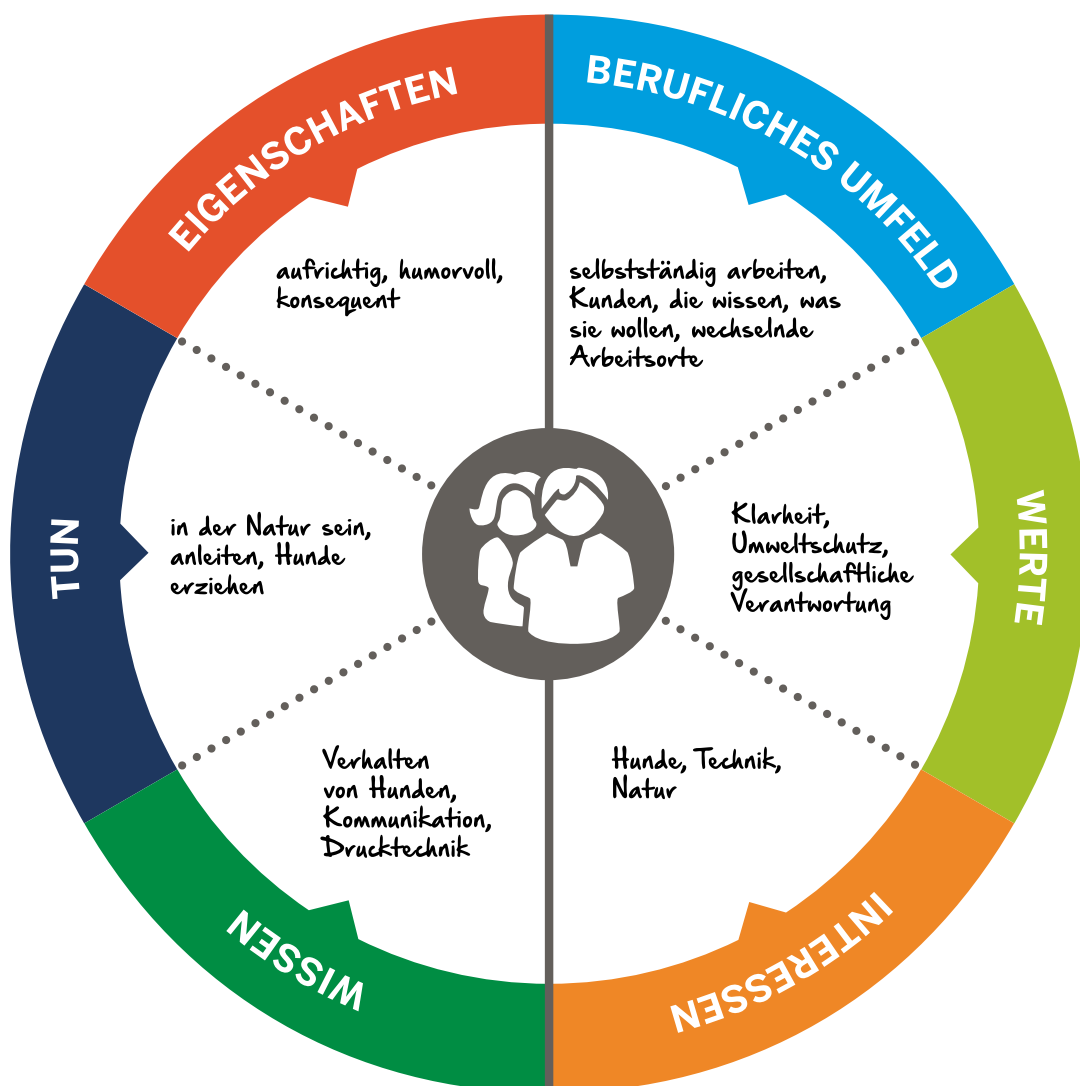 EIGENSCHAFTEN
aufrichtig, humorvoll,
konsequent
BERUFLICHES UMFELD
selbstständig arbeiten,
Kunden, die wissen, was
sie wollen, wechselnde
Arbeitsorte
TUN
in der Natur sein,
anleiten, Hunde
erziehen
WERTE
Klarheit,
Umweltschutz,
gesellschaftliche
Verantwortung
WISSEN
Verhalten
von Hunden,
Kommunikation,
Drucktechnik
INTERESSEN
Hunde, Technik,
Natur